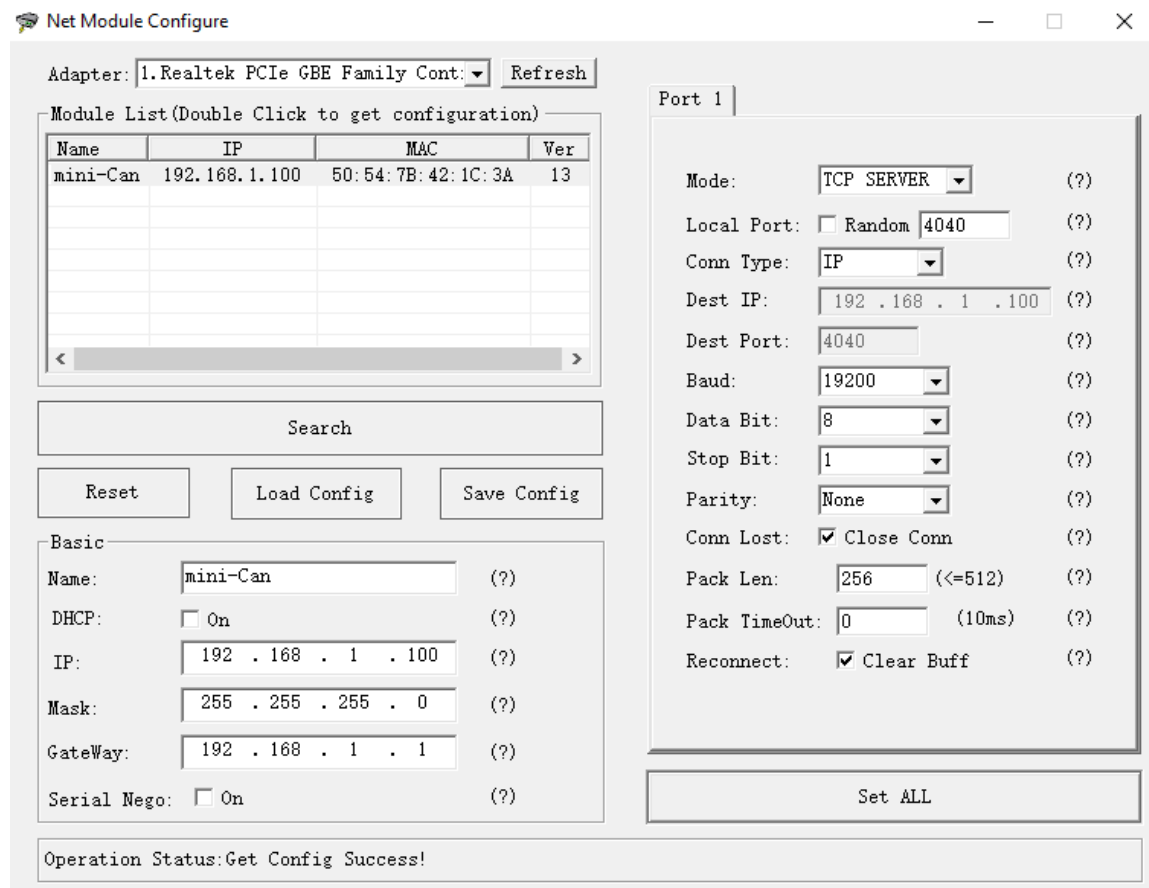 Net Module Configure
Adapter: 1.Realtek PCIe GBE Family Cont: Refresh
Module List(Double Click to get configuration)
Name IP MAC Ver
mini-Can 192.168.1.100 50:54:7B:42:1C:3A 13
Search
Reset Load Config Save Config
Basic
Name: mini-Can (?)
DHCP: On (?)
IP: 192 . 168 . 1 . 100 (?)
Mask: 255 . 255 . 255 . 0 (?)
GateWay: 192 . 168 . 1 . 1 (?)
Serial Nego: On (?)
Port 1
Mode: TCP SERVER (?)
Local Port: Random 4040 (?)
Conn Type: IP (?)
Dest IP: 192 . 168 . 1 . 100 (?)
Dest Port: 4040 (?)
Baud: 19200 (?)
Data Bit: 8 (?)
Stop Bit: 1 (?)
Parity: None (?)
Conn Lost: Close Conn (?)
Pack Len: 256 (<=512) (?)
Pack TimeOut: 0 (10ms) (?)
Reconnect: Clear Buff (?)
Set ALL
Operation Status:Get Config Success!